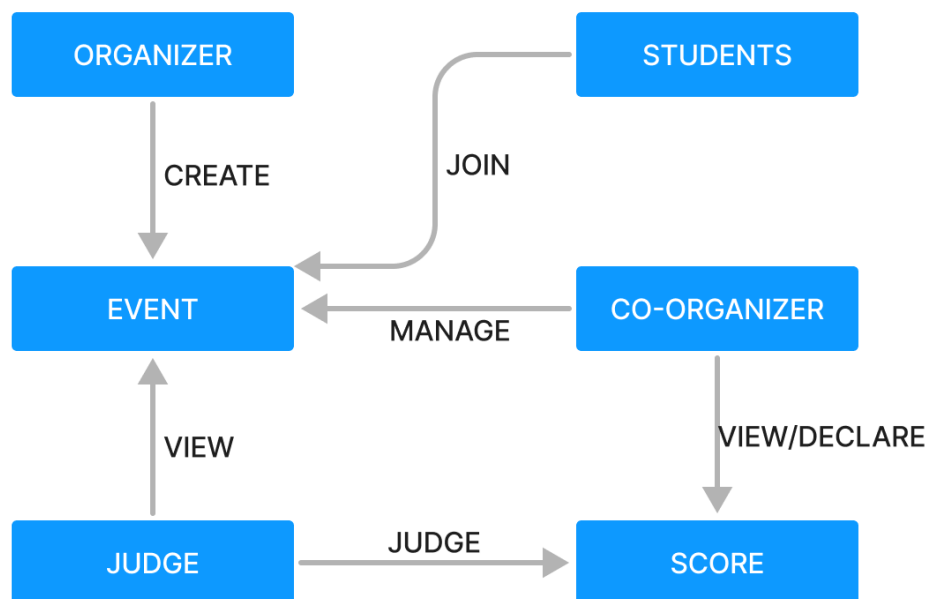 ORGANIZER
STUDENTS
CREATE
JOIN
EVENT
CO-ORGANIZER
MANAGE
VIEW
VIEW/DECLARE
JUDGE
JUDGE
SCORE